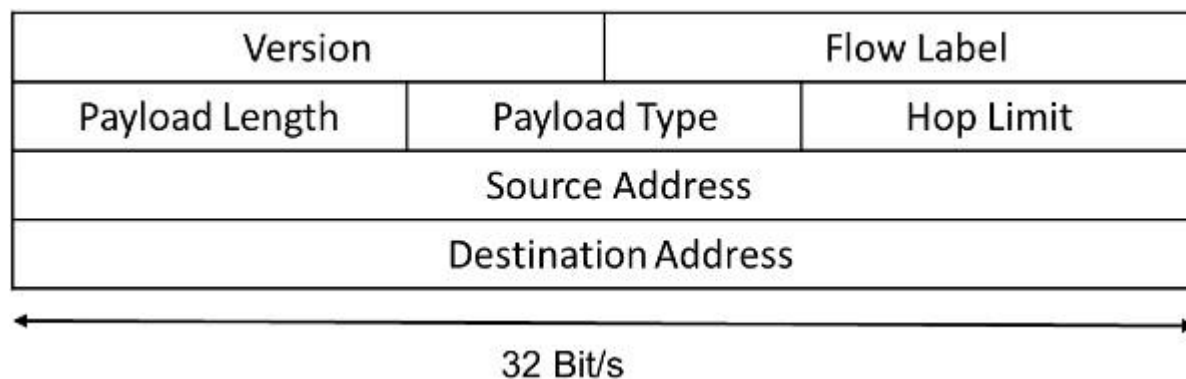 Version Flow Label
Payload Length Payload Type Hop Limit
Source Address
Destination Address
32 Bit/s